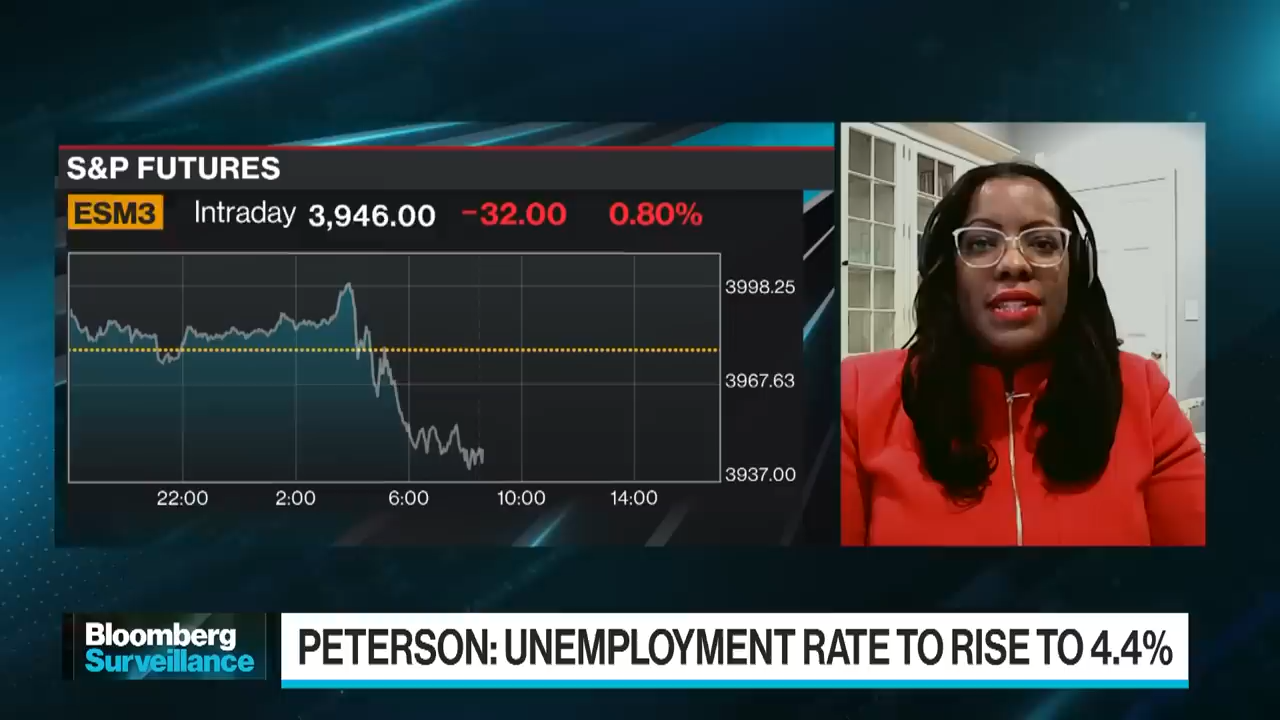 S&P FUTURES
ESM3 Intraday 3,946.00 -32.00 0.80%
3998.25
3967.63
3937.00
22:00 2:00 6:00 10:00 14:00
Bloomberg
Surveillance
PETERSON: UNEMPLOYMENT RATE TO RISE TO 4.4%